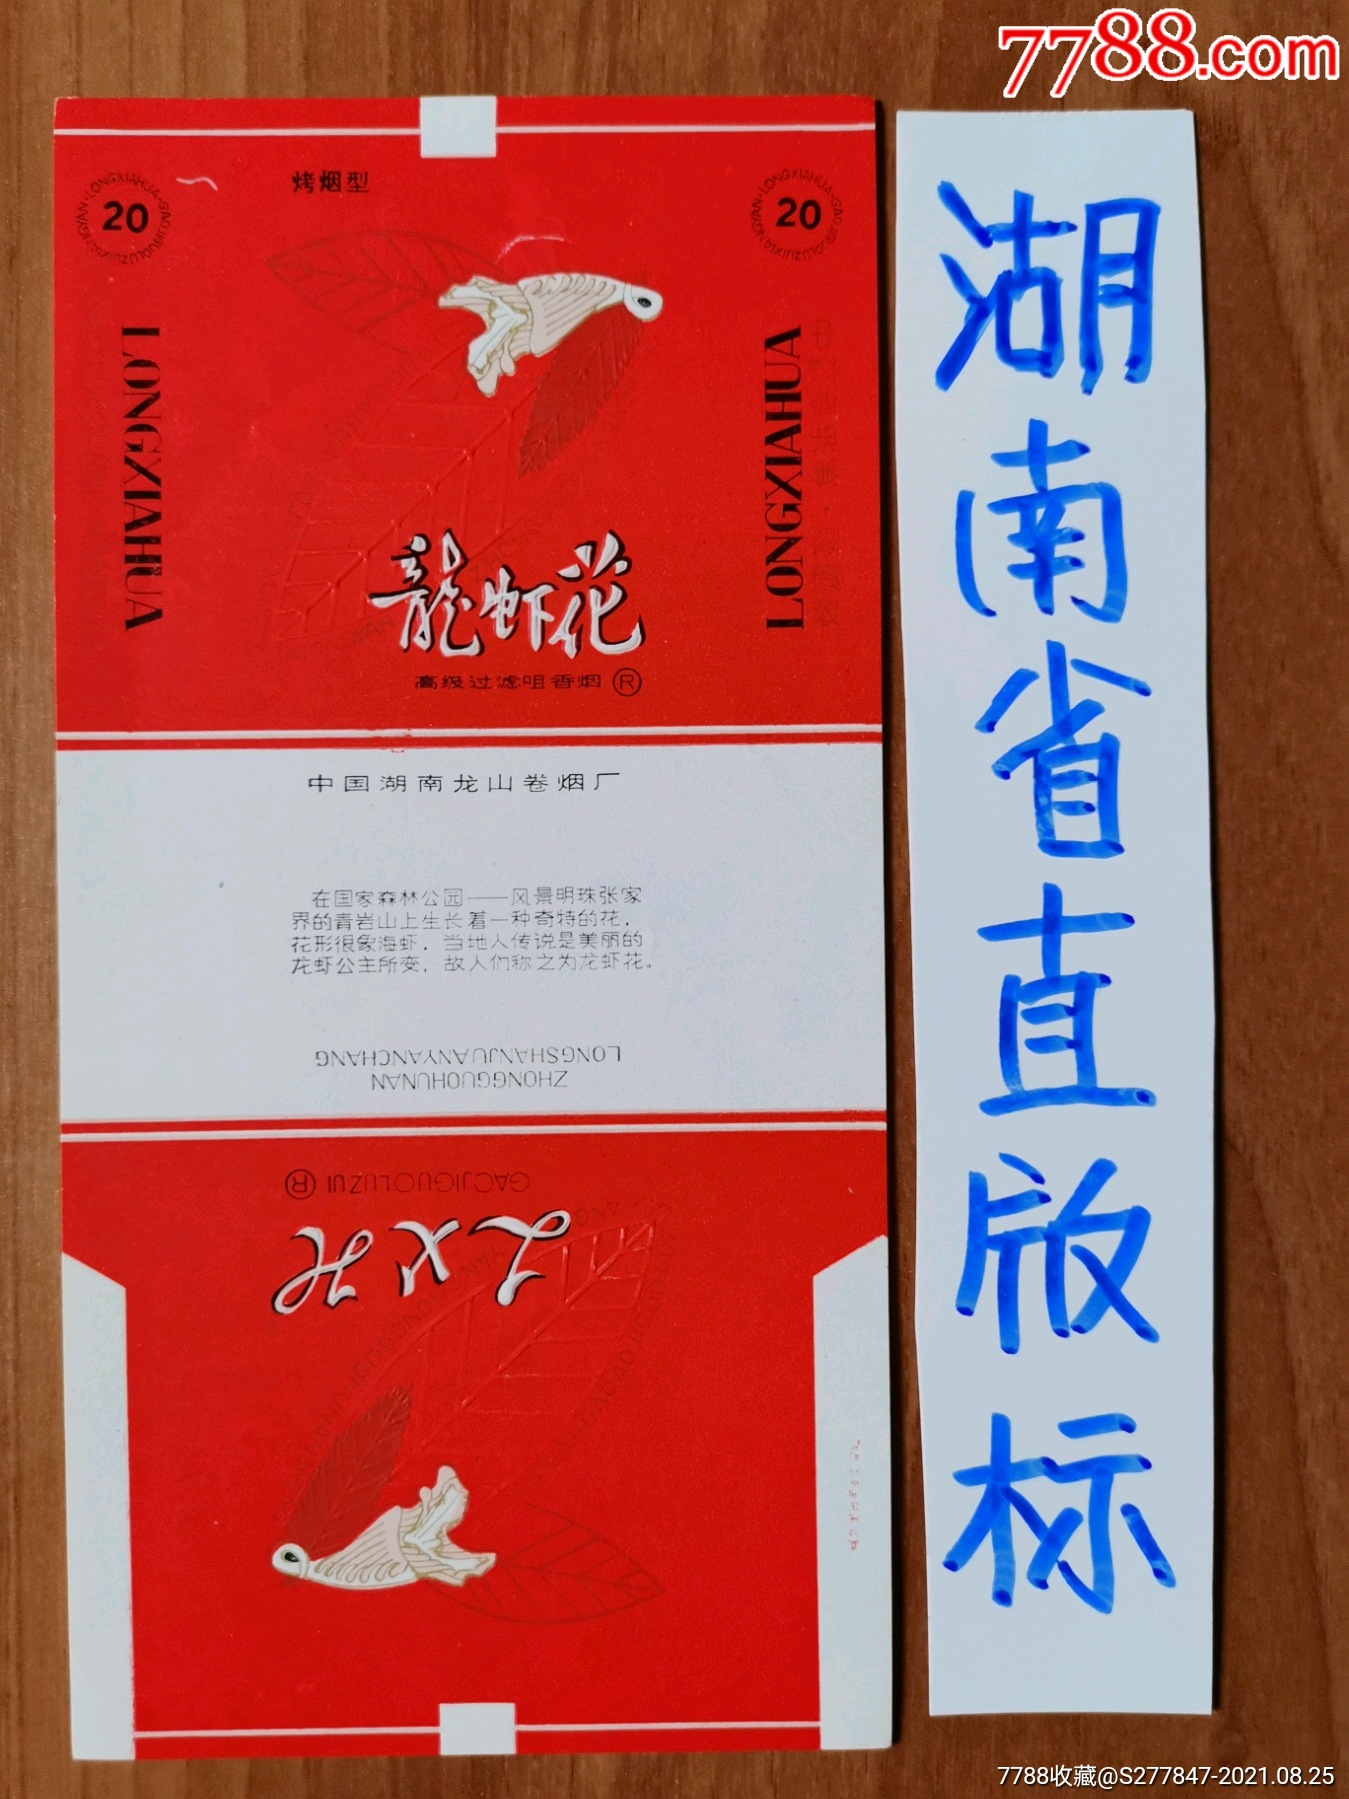 7788.com
烤烟型
20
LONGXIAHUA·GAOJIGUOLUZUIXIANGYAN
20
LONGXIAHUA·GAOJIGUOLUZUIXIANGYAN
LONGXIAHUA
LONGXIAHUA
龍虾花
高级过滤咀香烟 ®
中国湖南龙山卷烟厂
在国家森林公园——风景明珠张家
界的青岩山上生长着一种奇特的花，
花形很象海虾，当地人传说是美丽的
龙虾公主所变，故人们称之为龙虾花。
ZHONGGUOHUNAN
LONGSHANJUANYANCHANG
GAOJIGUOLUZUI
®
湖南省直版标
7788收藏@S277847-2021.08.25